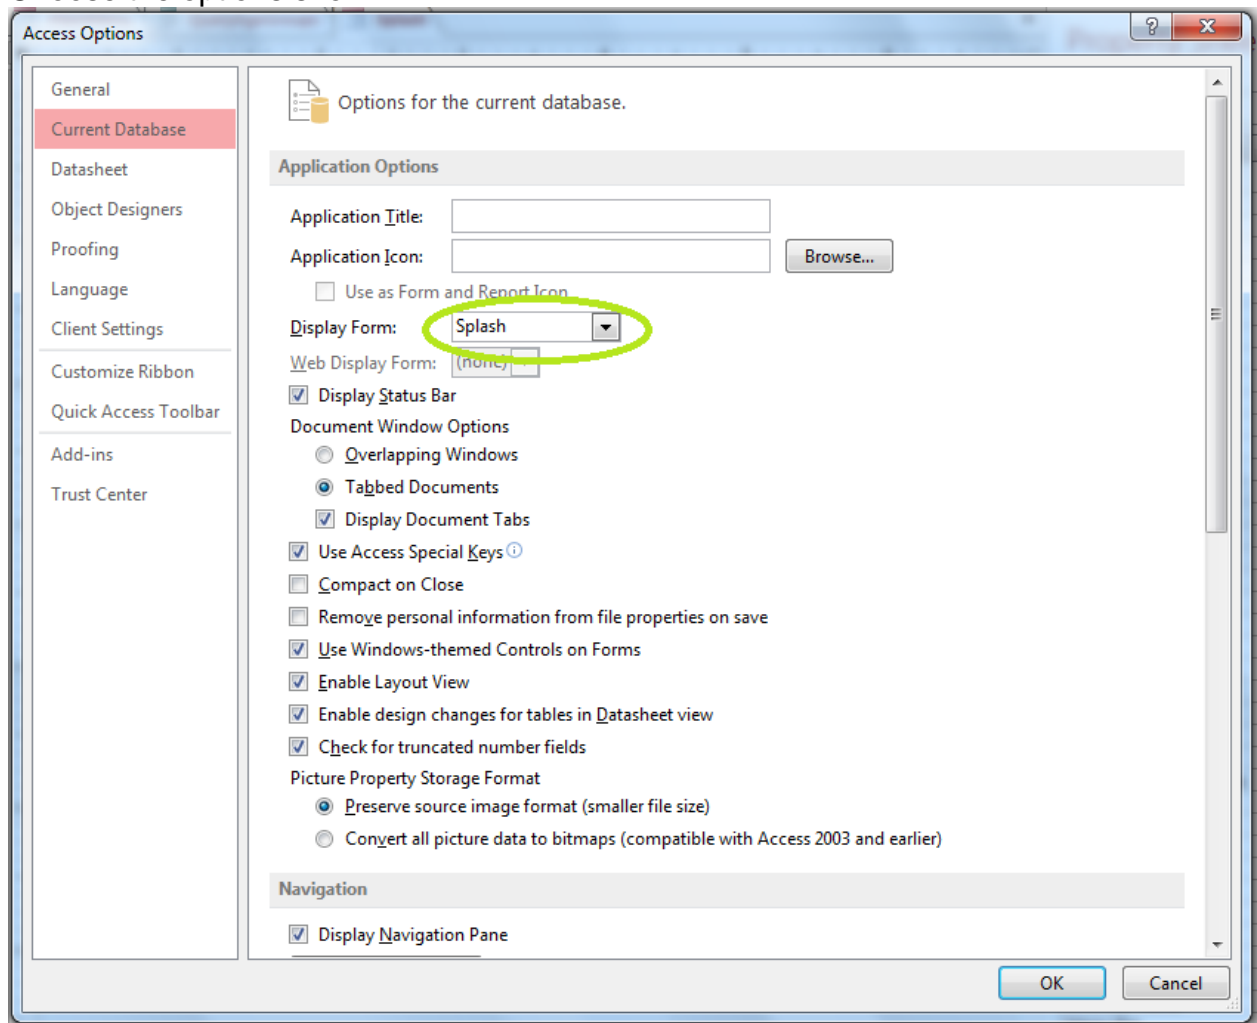 Access Options
General
Current Database
Datasheet
Object Designers
Proofing
Language
Client Settings
Customize Ribbon
Quick Access Toolbar
Add-ins
Trust Center
Options for the current database.
Application Options
Application Title:
Application Icon:
Browse...
Use as Form and Report Icon
Display Form: Splash
Web Display Form: (none)
Display Status Bar
Document Window Options
Overlapping Windows
Tabbed Documents
Display Document Tabs
Use Access Special Keys
Compact on Close
Remove personal information from file properties on save
Use Windows-themed Controls on Forms
Enable Layout View
Enable design changes for tables in Datasheet view
Check for truncated number fields
Picture Property Storage Format
Preserve source image format (smaller file size)
Convert all picture data to bitmaps (compatible with Access 2003 and earlier)
Navigation
Display Navigation Pane
OK Cancel